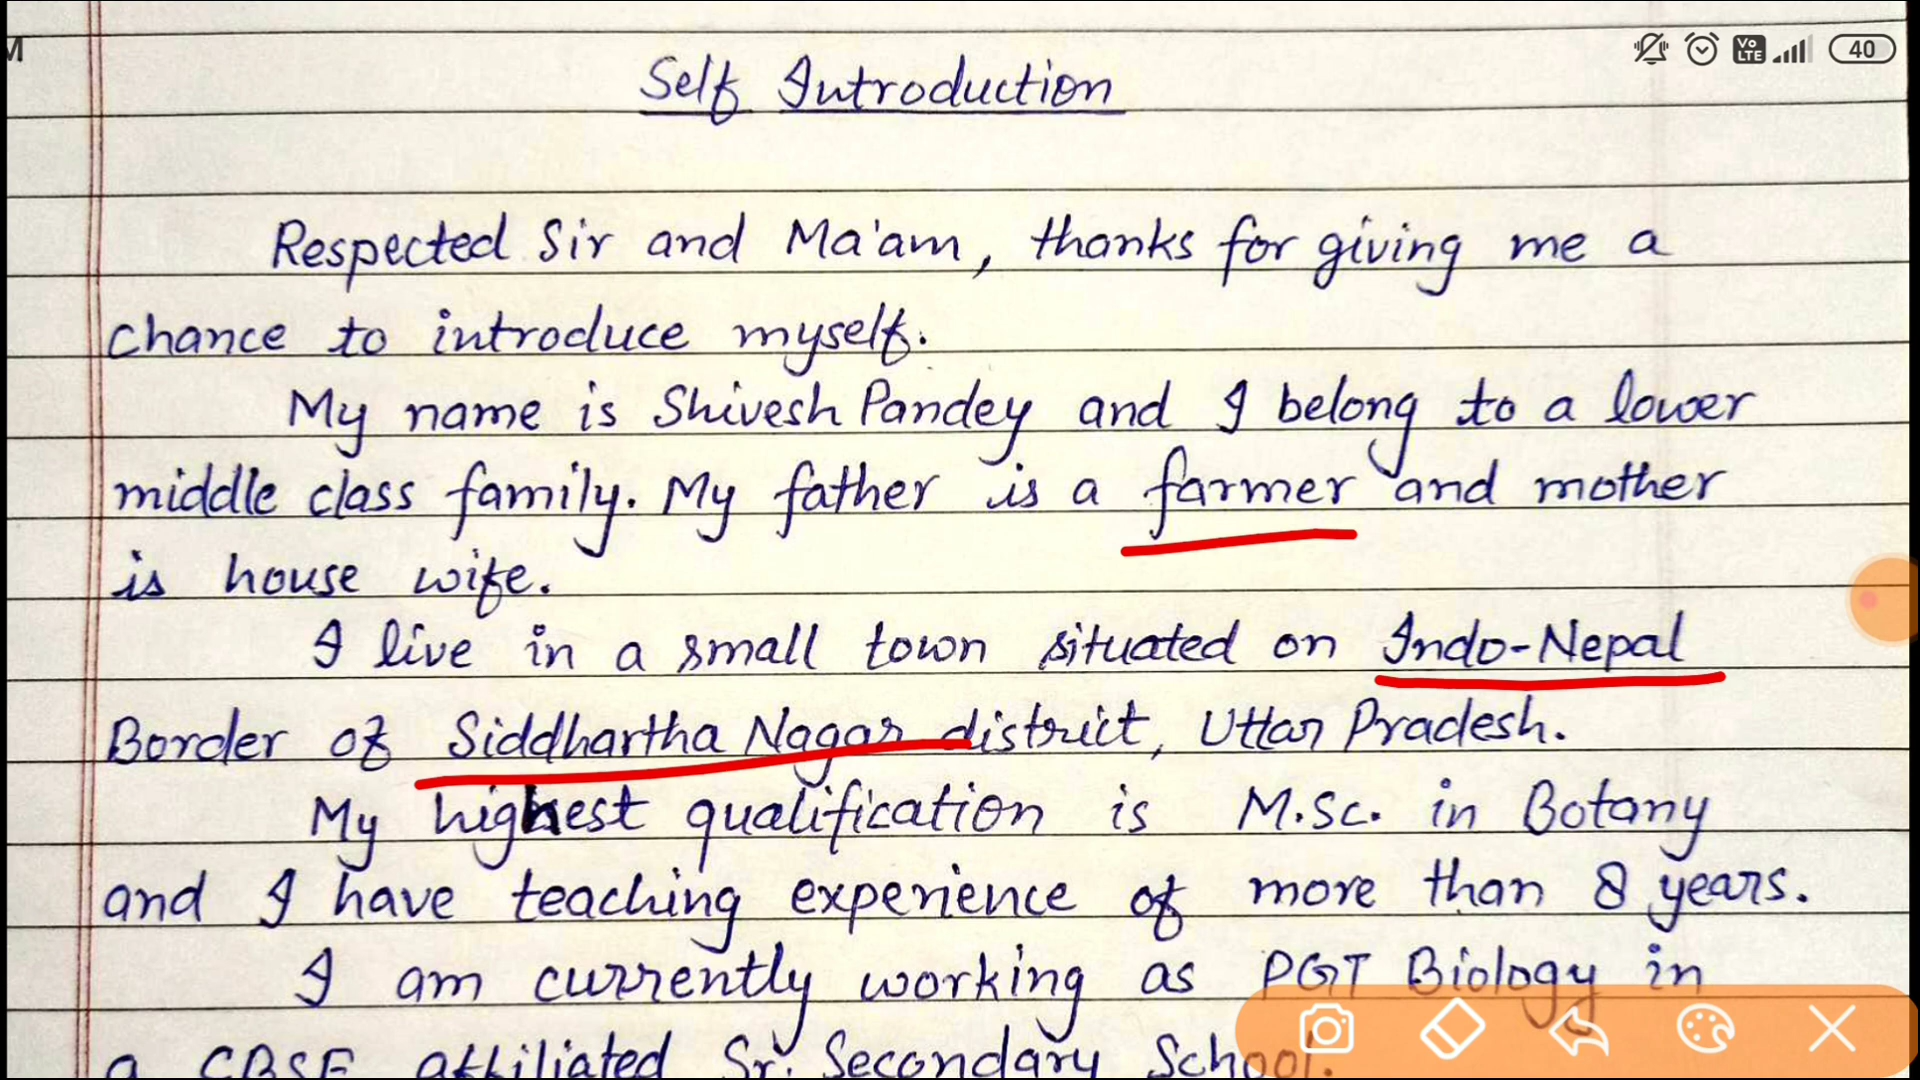 M
40
Vo
LTE
Self Introduction
Respected Sir and Ma'am, thanks for giving me a
chance to introduce myself.
My name is Shivesh Pandey and I belong to a lower
middle class family. My father is a farmer and mother
is house wife.
I live in a small town situated on Indo-Nepal
Border of Siddhartha Nagar district, Uttar Pradesh.
My highest qualification is M.Sc. in Botany
and I have teaching experience of more than 8 years.
I am currently working as PGT Biology in
a CBSE affiliated Sr. Secondary School.